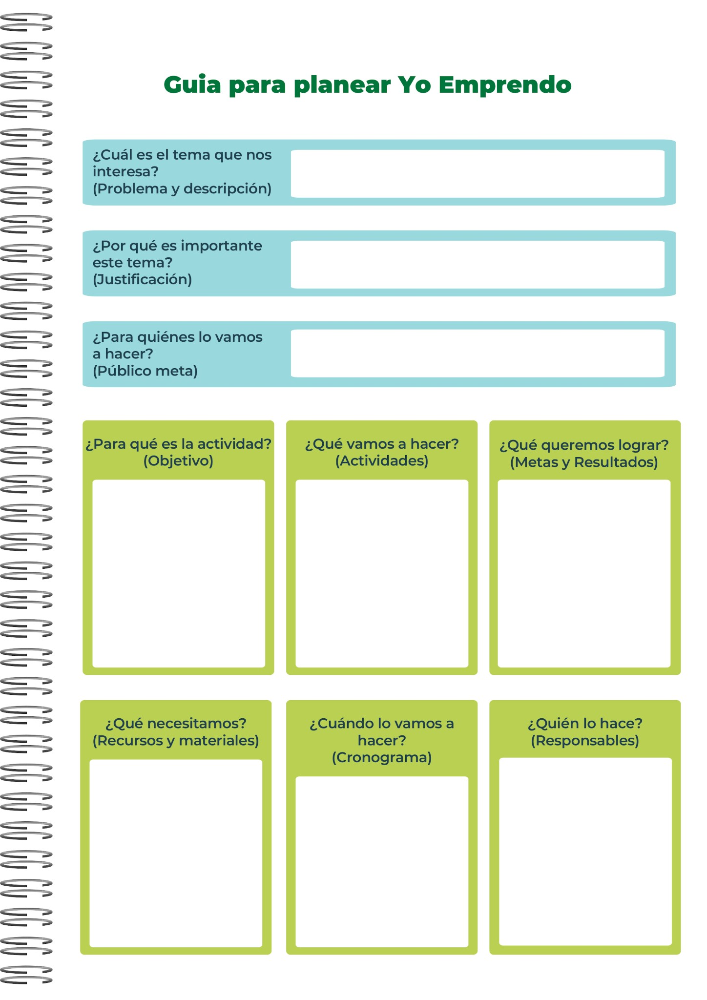 Guia para planear Yo Emprendo
¿Cuál es el tema que nos
interesa?
(Problema y descripción)
¿Por qué es importante
este tema?
(Justificación)
¿Para quiénes lo vamos
a hacer?
(Público meta)
¿Para qué es la actividad?
(Objetivo)
¿Qué vamos a hacer?
(Actividades)
¿Qué queremos lograr?
(Metas y Resultados)
¿Qué necesitamos?
(Recursos y materiales)
¿Cuándo lo vamos a
hacer?
(Cronograma)
¿Quién lo hace?
(Responsables)